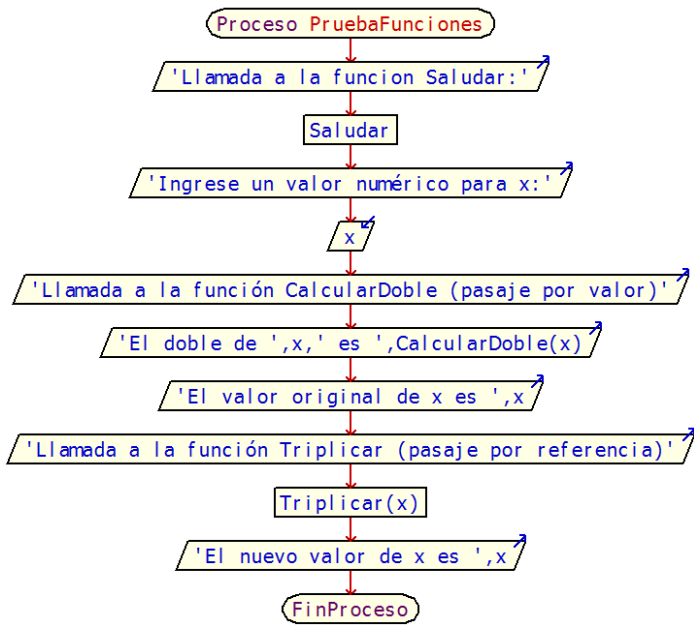 Proceso PruebaFunciones
'Llamada a la funcion Saludar:'
Saludar
'Ingrese un valor numérico para x:'
x
'Llamada a la función CalcularDoble (pasaje por valor)'
'El doble de ',x,' es ',CalcularDoble(x)
'El valor original de x es ',x
'Llamada a la función Triplicar (pasaje por referencia)'
Triplicar(x)
'El nuevo valor de x es ',x
FinProceso